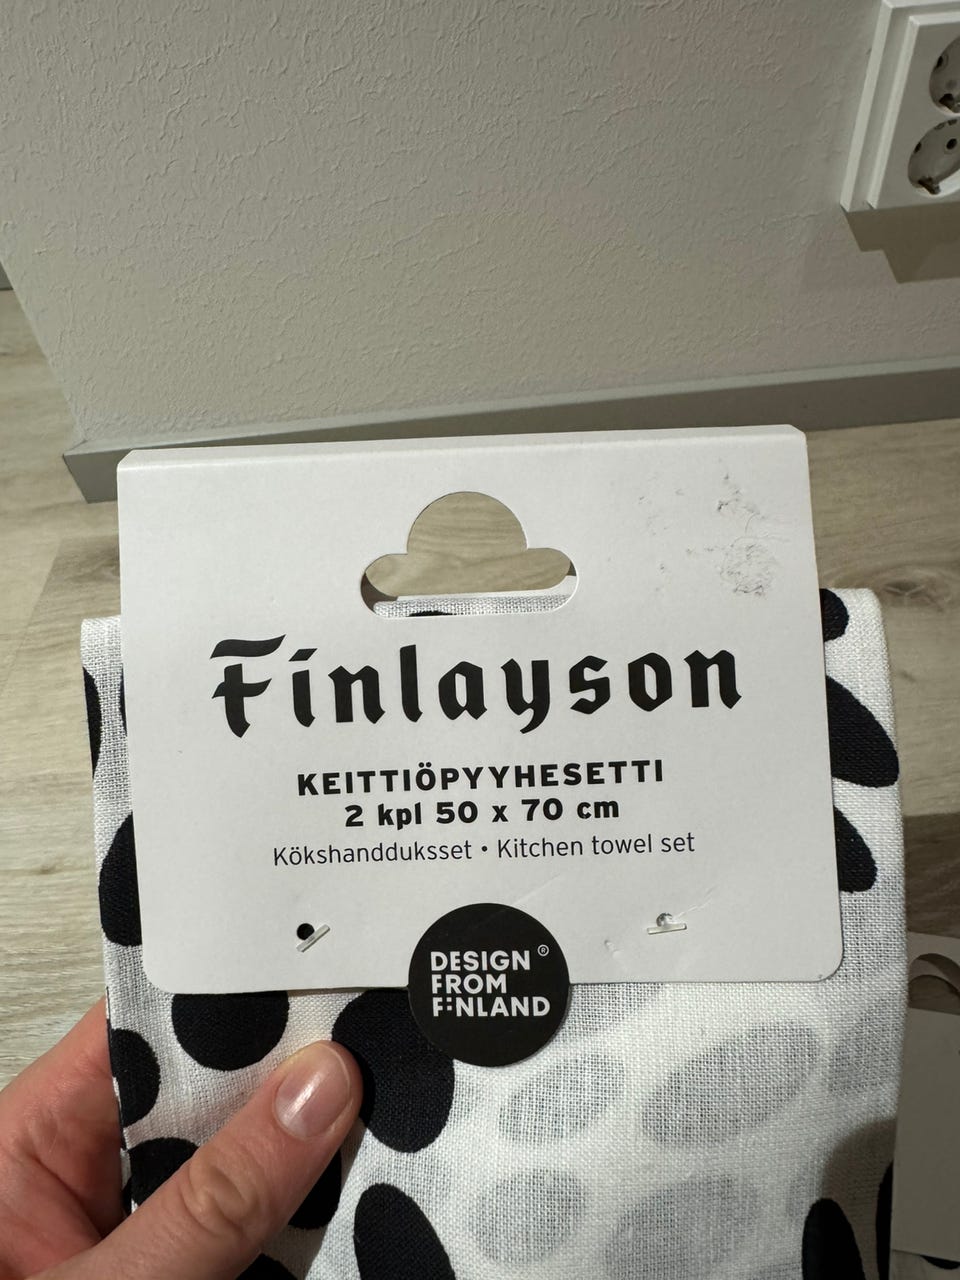 Finlayson
KEITTIÖPYYHESETTI
2 kpl 50 x 70 cm
Kökshandduksset • Kitchen towel set
DESIGN ®
FROM
FINLAND